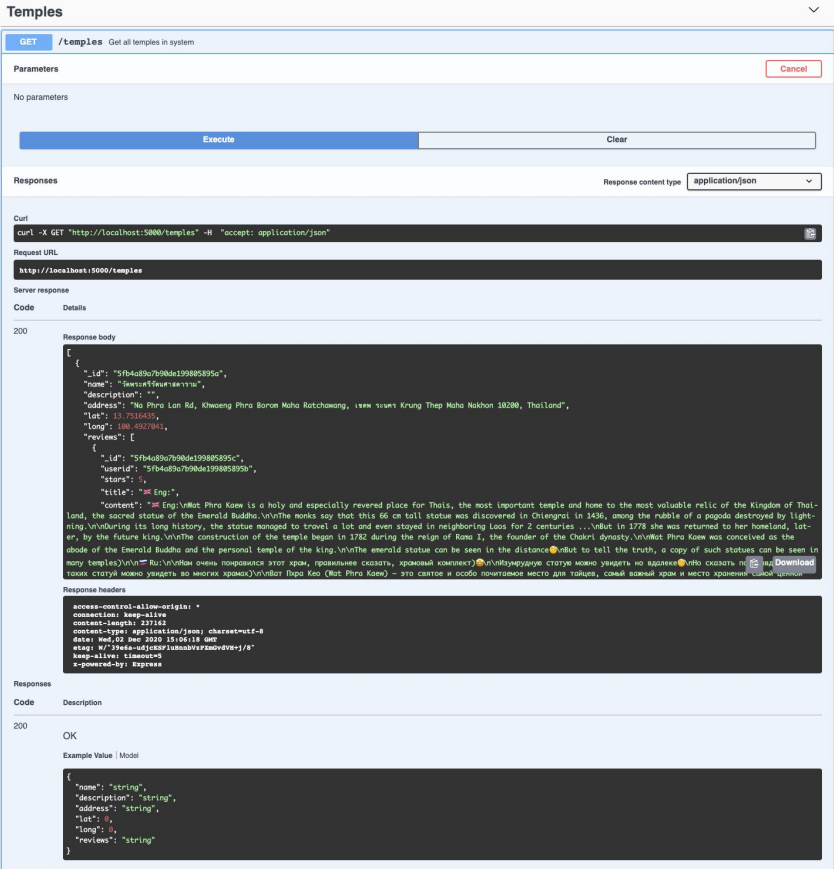 Temples
GET /temples Get all temples in system
Parameters
Cancel
No parameters
Execute
Clear
Responses
Response content type
application/json
Curl
curl -X GET "http://localhost:5000/temples" -H "accept: application/json"
Request URL
http://localhost:5000/temples
Server response
Code Details
200
Response body
[
{
"_id": "5fb4a89a7b90de199805895a",
"name": "วัดพระศรีรัตนศาสดาราม",
"description": "",
"address": "Na Phra Lan Rd, Khwaeng Phra Borom Maha Ratchawang, เขตพระนคร Krung Thep Maha Nakhon 10200, Thailand",
"lat": 13.7516435,
"long": 100.4927041,
"reviews": [
{
"_id": "5fb4a89a7b90de199805895c",
"userid": "5fb4a89a7b90de199805895b",
"stars": 5,
"title": "🇬🇧 Eng:",
"content": "🇬🇧 Eng:\nWat Phra Kaew is a holy and especially revered place for Thais, the most important temple and home to the most valuable relic of the Kingdom of Thai-
land, the sacred statue of the Emerald Buddha.\n\nThe monks say that this 66 cm tall statue was discovered in Chiengrai in 1436, among the rubble of a pagoda destroyed by light-
ning.\n\nDuring its long history, the statue managed to travel a lot and even stayed in neighboring Laos for 2 centuries ...\nBut in 1778 she was returned to her homeland, lat-
er, by the future king.\n\nThe construction of the temple began in 1782 during the reign of Rama I, the founder of the Chakri dynasty.\n\nWat Phra Kaew was conceived as the
abode of the Emerald Buddha and the personal temple of the king.\n\nThe emerald statue can be seen in the distance\nBut to tell the truth, a copy of such statues can be seen in
many temples)\n\n🇷🇺 Ru:\n\nНам очень понравился этот храм, правильнее сказать, храмовый комплект)\n\nИзумрудную статую можно увидеть но вдалеке\nНо сказать по
таких статуй можно увидеть во многих храмах)\n\nВат Пхра Кео (Wat Phra Kaew) – это святое и особо почитаемое место для тайцев, самый важный храм и место хранения самой ценной
Download
Response headers
access-control-allow-origin: *
connection: keep-alive
content-length: 237162
content-type: application/json; charset=utf-8
date: Wed,02 Dec 2020 15:06:18 GMT
keep-alive: timeout=5
x-powered-by: Express
Responses
Code Description
200
OK
Example Value | Model
{
"name": "string",
"description": "string",
"address": "string",
"lat": 0,
"long": 0,
"reviews": "string"
}